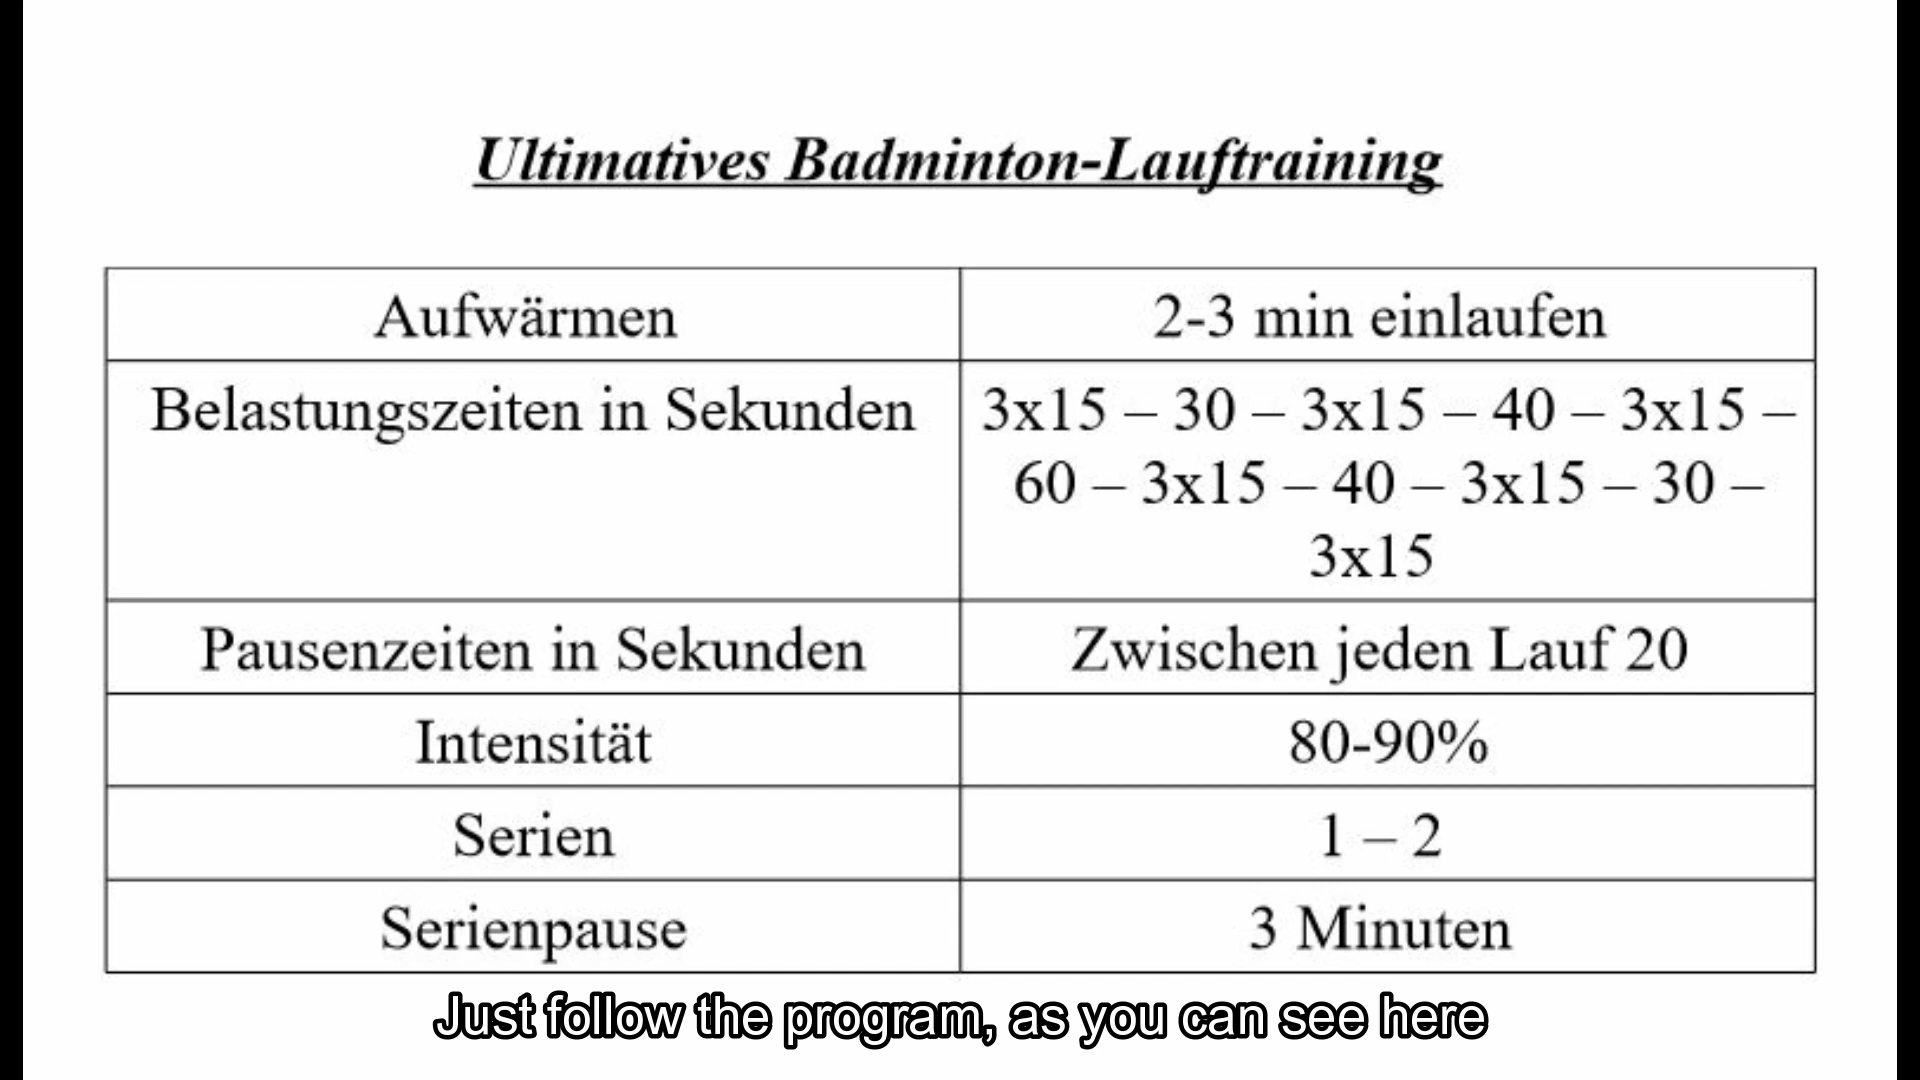 Ultimatives Badminton-Lauftraining
Aufwärmen
2-3 min einlaufen
Belastungszeiten in Sekunden
3x15 – 30 – 3x15 – 40 – 3x15 –
60 – 3x15 – 40 – 3x15 – 30 –
3x15
Pausenzeiten in Sekunden
Zwischen jeden Lauf 20
Intensität
80-90%
Serien
1 – 2
Serienpause
3 Minuten
Just follow the program, as you can see here